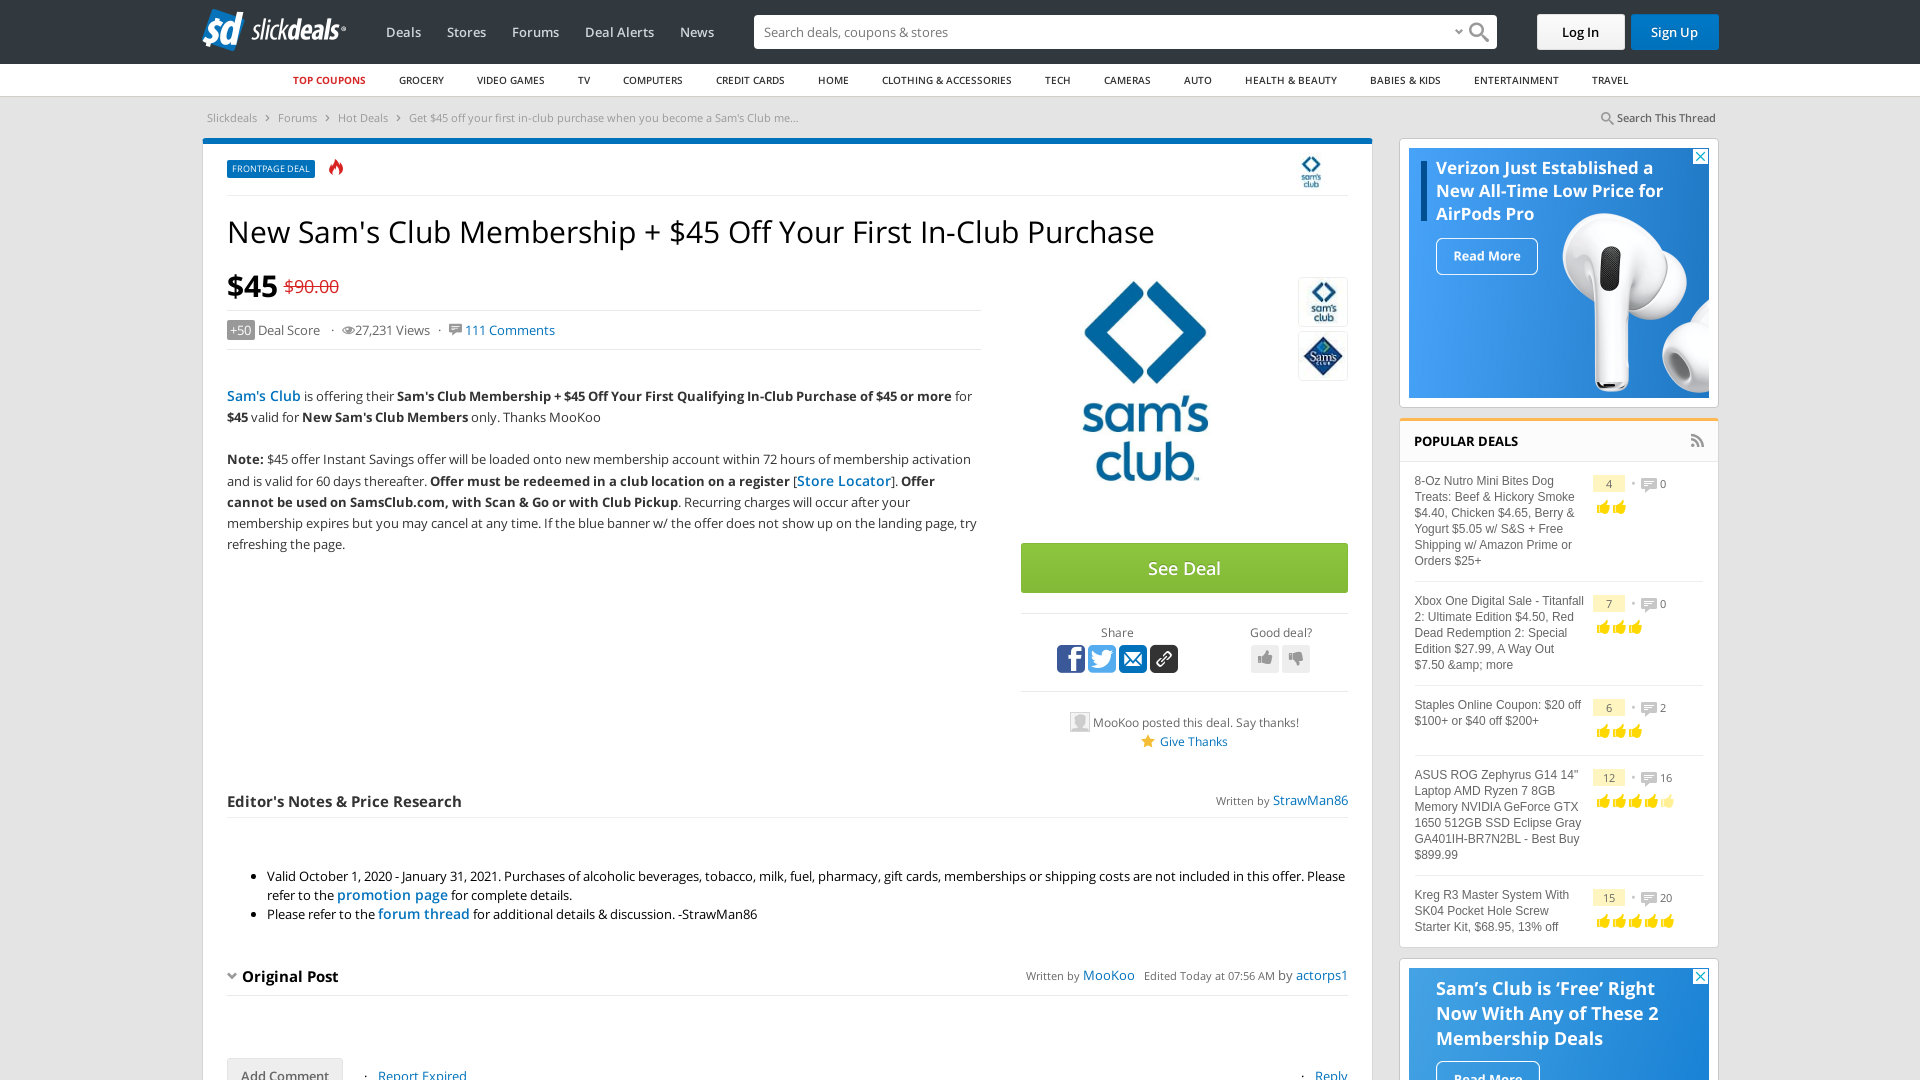 sd slickdeals
Deals
Stores
Forums
Deal Alerts
News
Search deals, coupons & stores
Log In
Sign Up
TOP COUPONS
GROCERY
VIDEO GAMES
TV
COMPUTERS
CREDIT CARDS
HOME
CLOTHING & ACCESSORIES
TECH
CAMERAS
AUTO
HEALTH & BEAUTY
BABIES & KIDS
ENTERTAINMENT
TRAVEL
Slickdeals › Forums › Hot Deals › Get $45 off your first in-club purchase when you become a Sam's Club me...
Search This Thread
FRONTPAGE DEAL
sam's
club
New Sam's Club Membership + $45 Off Your First In-Club Purchase
$45 $90.00
+50 Deal Score · 27,231 Views · 111 Comments
Sam's Club is offering their Sam's Club Membership + $45 Off Your First Qualifying In-Club Purchase of $45 or more for
$45 valid for New Sam's Club Members only. Thanks MooKoo
Note: $45 offer Instant Savings offer will be loaded onto new membership account within 72 hours of membership activation
and is valid for 60 days thereafter. Offer must be redeemed in a club location on a register [Store Locator]. Offer
cannot be used on SamsClub.com, with Scan & Go or with Club Pickup. Recurring charges will occur after your
membership expires but you may cancel at any time. If the blue banner w/ the offer does not show up on the landing page, try
refreshing the page.
sam's
club™
sam's
club
Sam's
CLUB
See Deal
Share
Good deal?
MooKoo posted this deal. Say thanks!
Give Thanks
Editor's Notes & Price Research
Written by StrawMan86
• Valid October 1, 2020 - January 31, 2021. Purchases of alcoholic beverages, tobacco, milk, fuel, pharmacy, gift cards, memberships or shipping costs are not included in this offer. Please
refer to the promotion page for complete details.
• Please refer to the forum thread for additional details & discussion. -StrawMan86
Original Post
Written by MooKoo Edited Today at 07:56 AM by actorps1
Add Comment · Report Expired
· Reply
Verizon Just Established a
New All-Time Low Price for
AirPods Pro
Read More
POPULAR DEALS
8-Oz Nutro Mini Bites Dog
Treats: Beef & Hickory Smoke
$4.40, Chicken $4.65, Berry &
Yogurt $5.05 w/ S&S + Free
Shipping w/ Amazon Prime or
Orders $25+
4 • 0
Xbox One Digital Sale - Titanfall
2: Ultimate Edition $4.50, Red
Dead Redemption 2: Special
Edition $27.99, A Way Out
$7.50 &amp; more
7 • 0
Staples Online Coupon: $20 off
$100+ or $40 off $200+
6 • 2
ASUS ROG Zephyrus G14 14"
Laptop AMD Ryzen 7 8GB
Memory NVIDIA GeForce GTX
1650 512GB SSD Eclipse Gray
GA401IH-BR7N2BL - Best Buy
$899.99
12 • 16
Kreg R3 Master System With
SK04 Pocket Hole Screw
Starter Kit, $68.95, 13% off
15 • 20
Sam's Club is ‘Free’ Right
Now With Any of These 2
Membership Deals
Read More